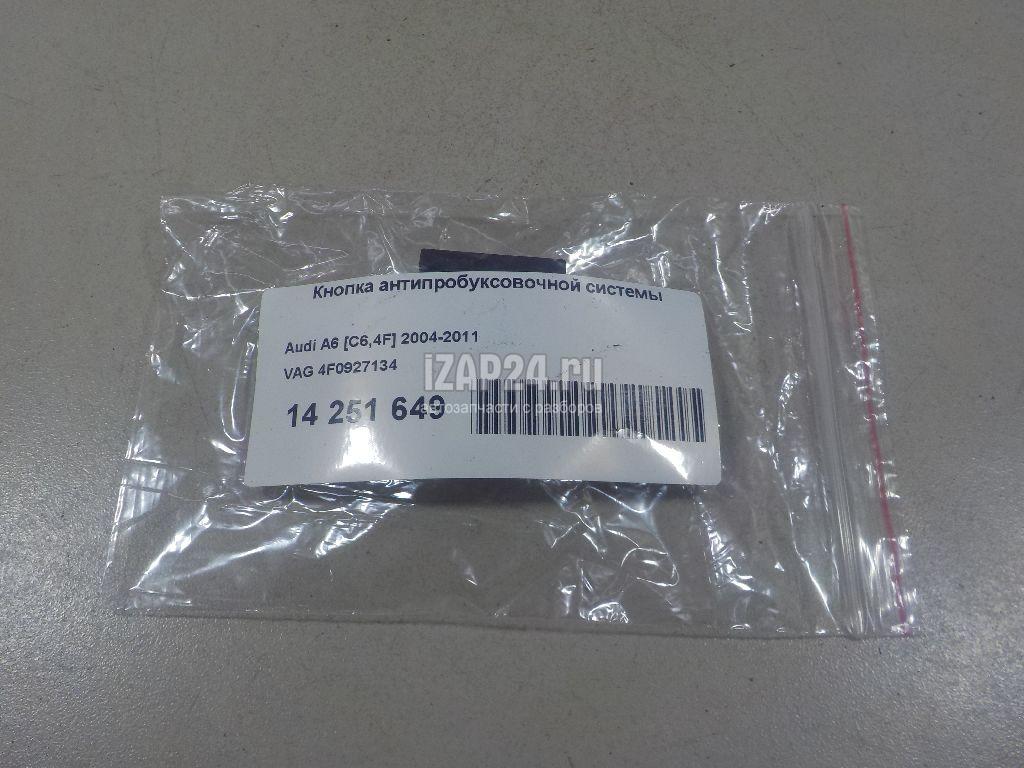 Кнопка антипробуксовочной системы
Audi A6 [C6,4F] 2004-2011
VAG 4F0927134
iZAP24.ru
14 251 649
автозапчасти с разборов